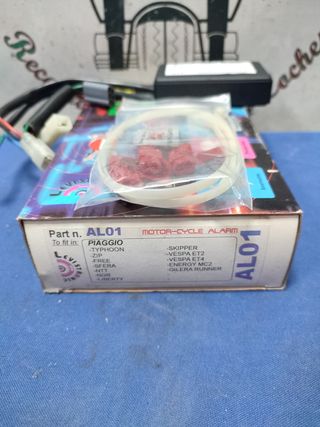 Part n. AL01 MOTOR-CYCLE ALARM
To fit in: PIAGGIO
-TYPHOON
-ZIP
-FREE
-SFERA
-NTT
-NGR
-LIBERTY
-SKIPPER
-VESPA ET2
-VESPA ET4
-ENERGY MC2
-GILERA RUNNER
AL01